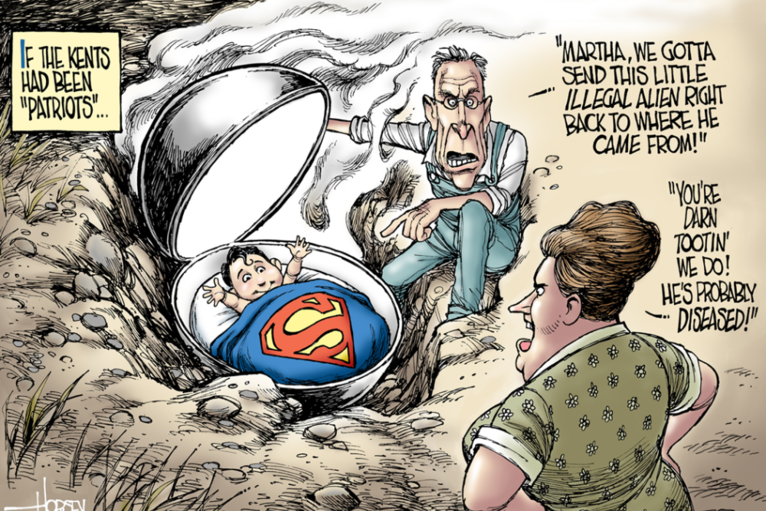 IF THE KENTS
HAD BEEN
"PATRIOTS"...
"MARTHA, WE GOTTA
SEND THIS LITTLE
ILLEGAL ALIEN RIGHT
BACK TO WHERE HE
CAME FROM!"
"YOU'RE
DARN
TOOTIN'
WE DO!
HE'S PROBABLY
DISEASED!"
S
HORSEY